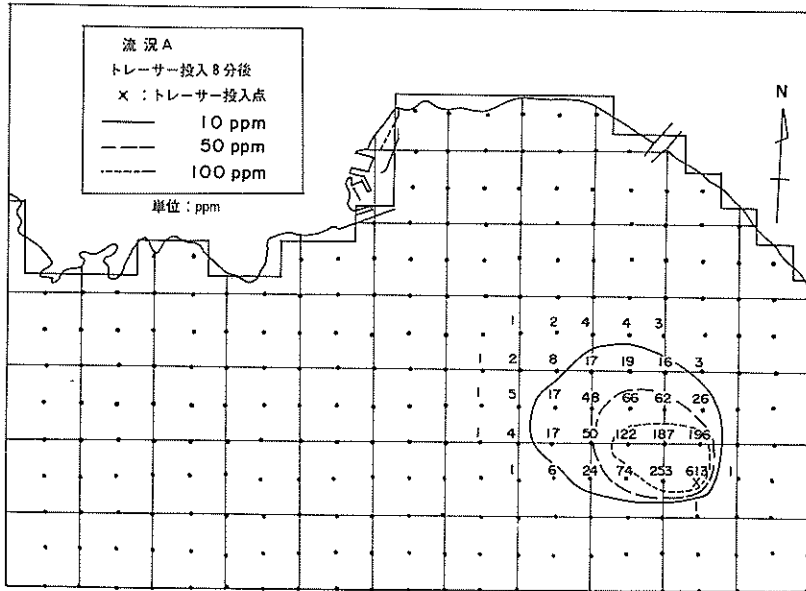 流況A
トレーサー投入8分後
×：トレーサー投入点
10 ppm
50 ppm
100 ppm
単位：ppm
N
1 2 4 4 3
1 2 8 17 19 16 3
1 5 17 48 66 62 26
1 4 17 50 122 187 196
1 6 24 74 253 613 1
×
1